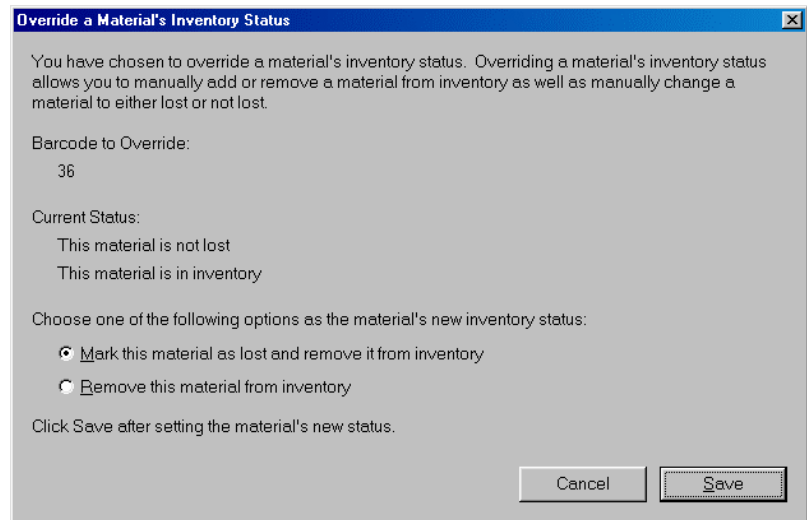 Override a Material's Inventory Status
You have chosen to override a material's inventory status.  Overriding a material's inventory status
allows you to manually add or remove a material from inventory as well as manually change a
material to either lost or not lost.
Barcode to Override:
36
Current Status:
This material is not lost
This material is in inventory
Choose one of the following options as the material's new inventory status:
Mark this material as lost and remove it from inventory
Remove this material from inventory
Click Save after setting the material's new status.
Cancel Save